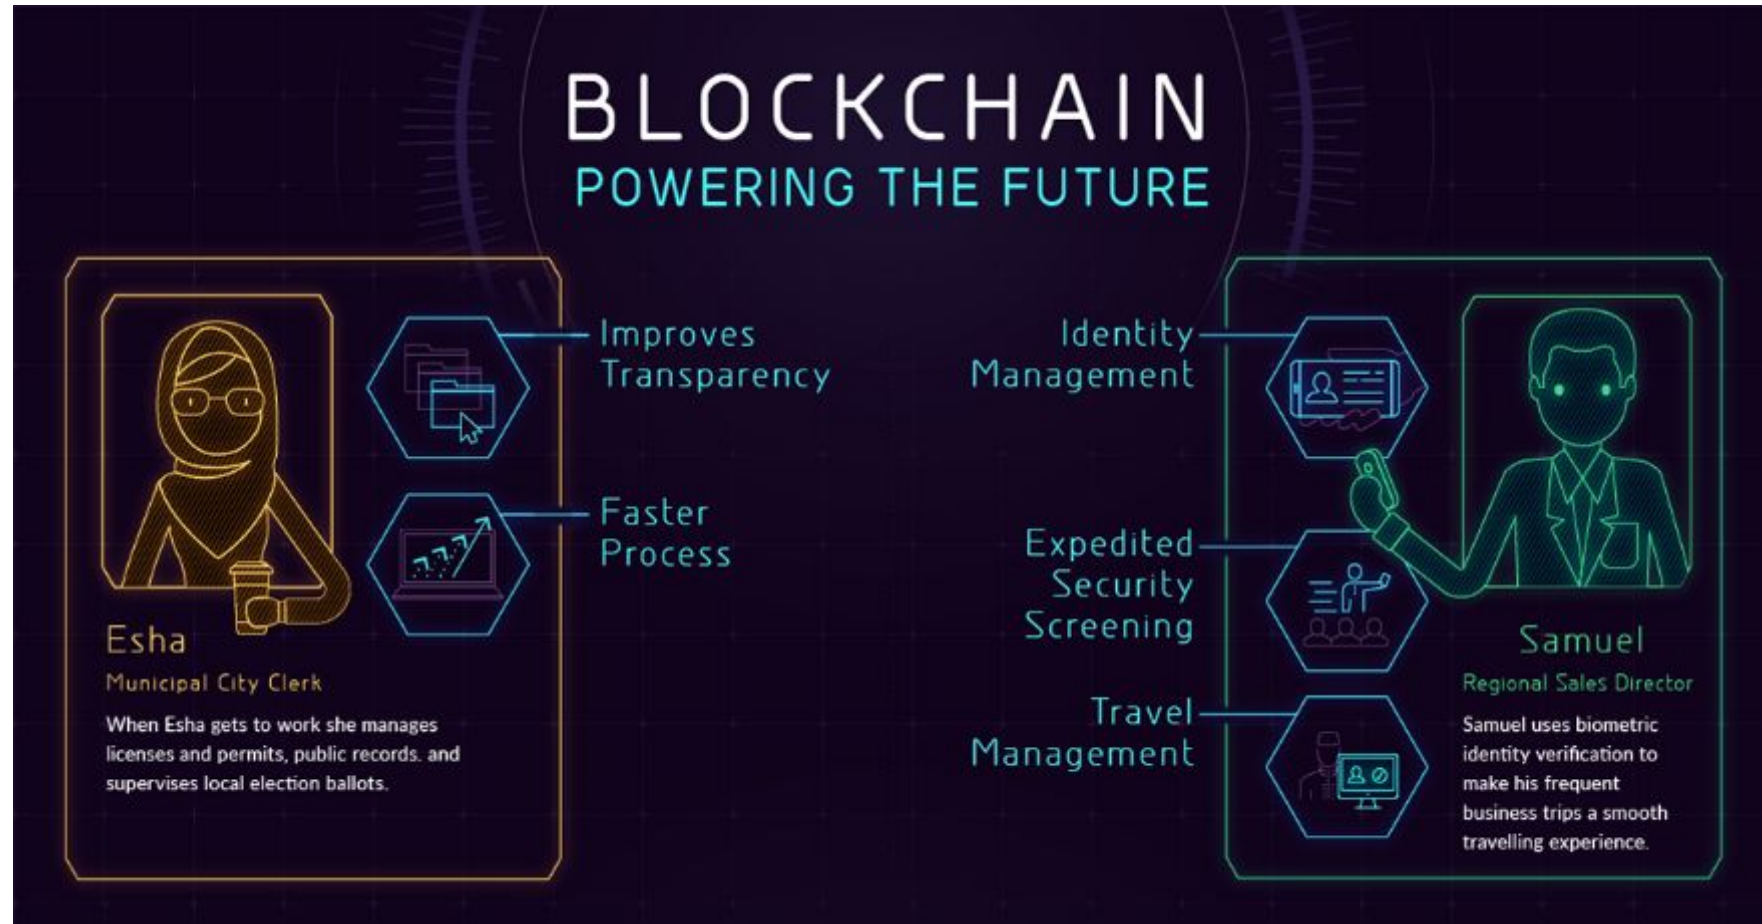 BLOCKCHAIN
POWERING THE FUTURE
Improves
Transparency
Faster
Process
Esha
Municipal City Clerk
When Esha gets to work she manages
licenses and permits, public records. and
supervises local election ballots.
Identity
Management
Expedited
Security
Screening
Travel
Management
Samuel
Regional Sales Director
Samuel uses biometric
identity verification to
make his frequent
business trips a smooth
travelling experience.